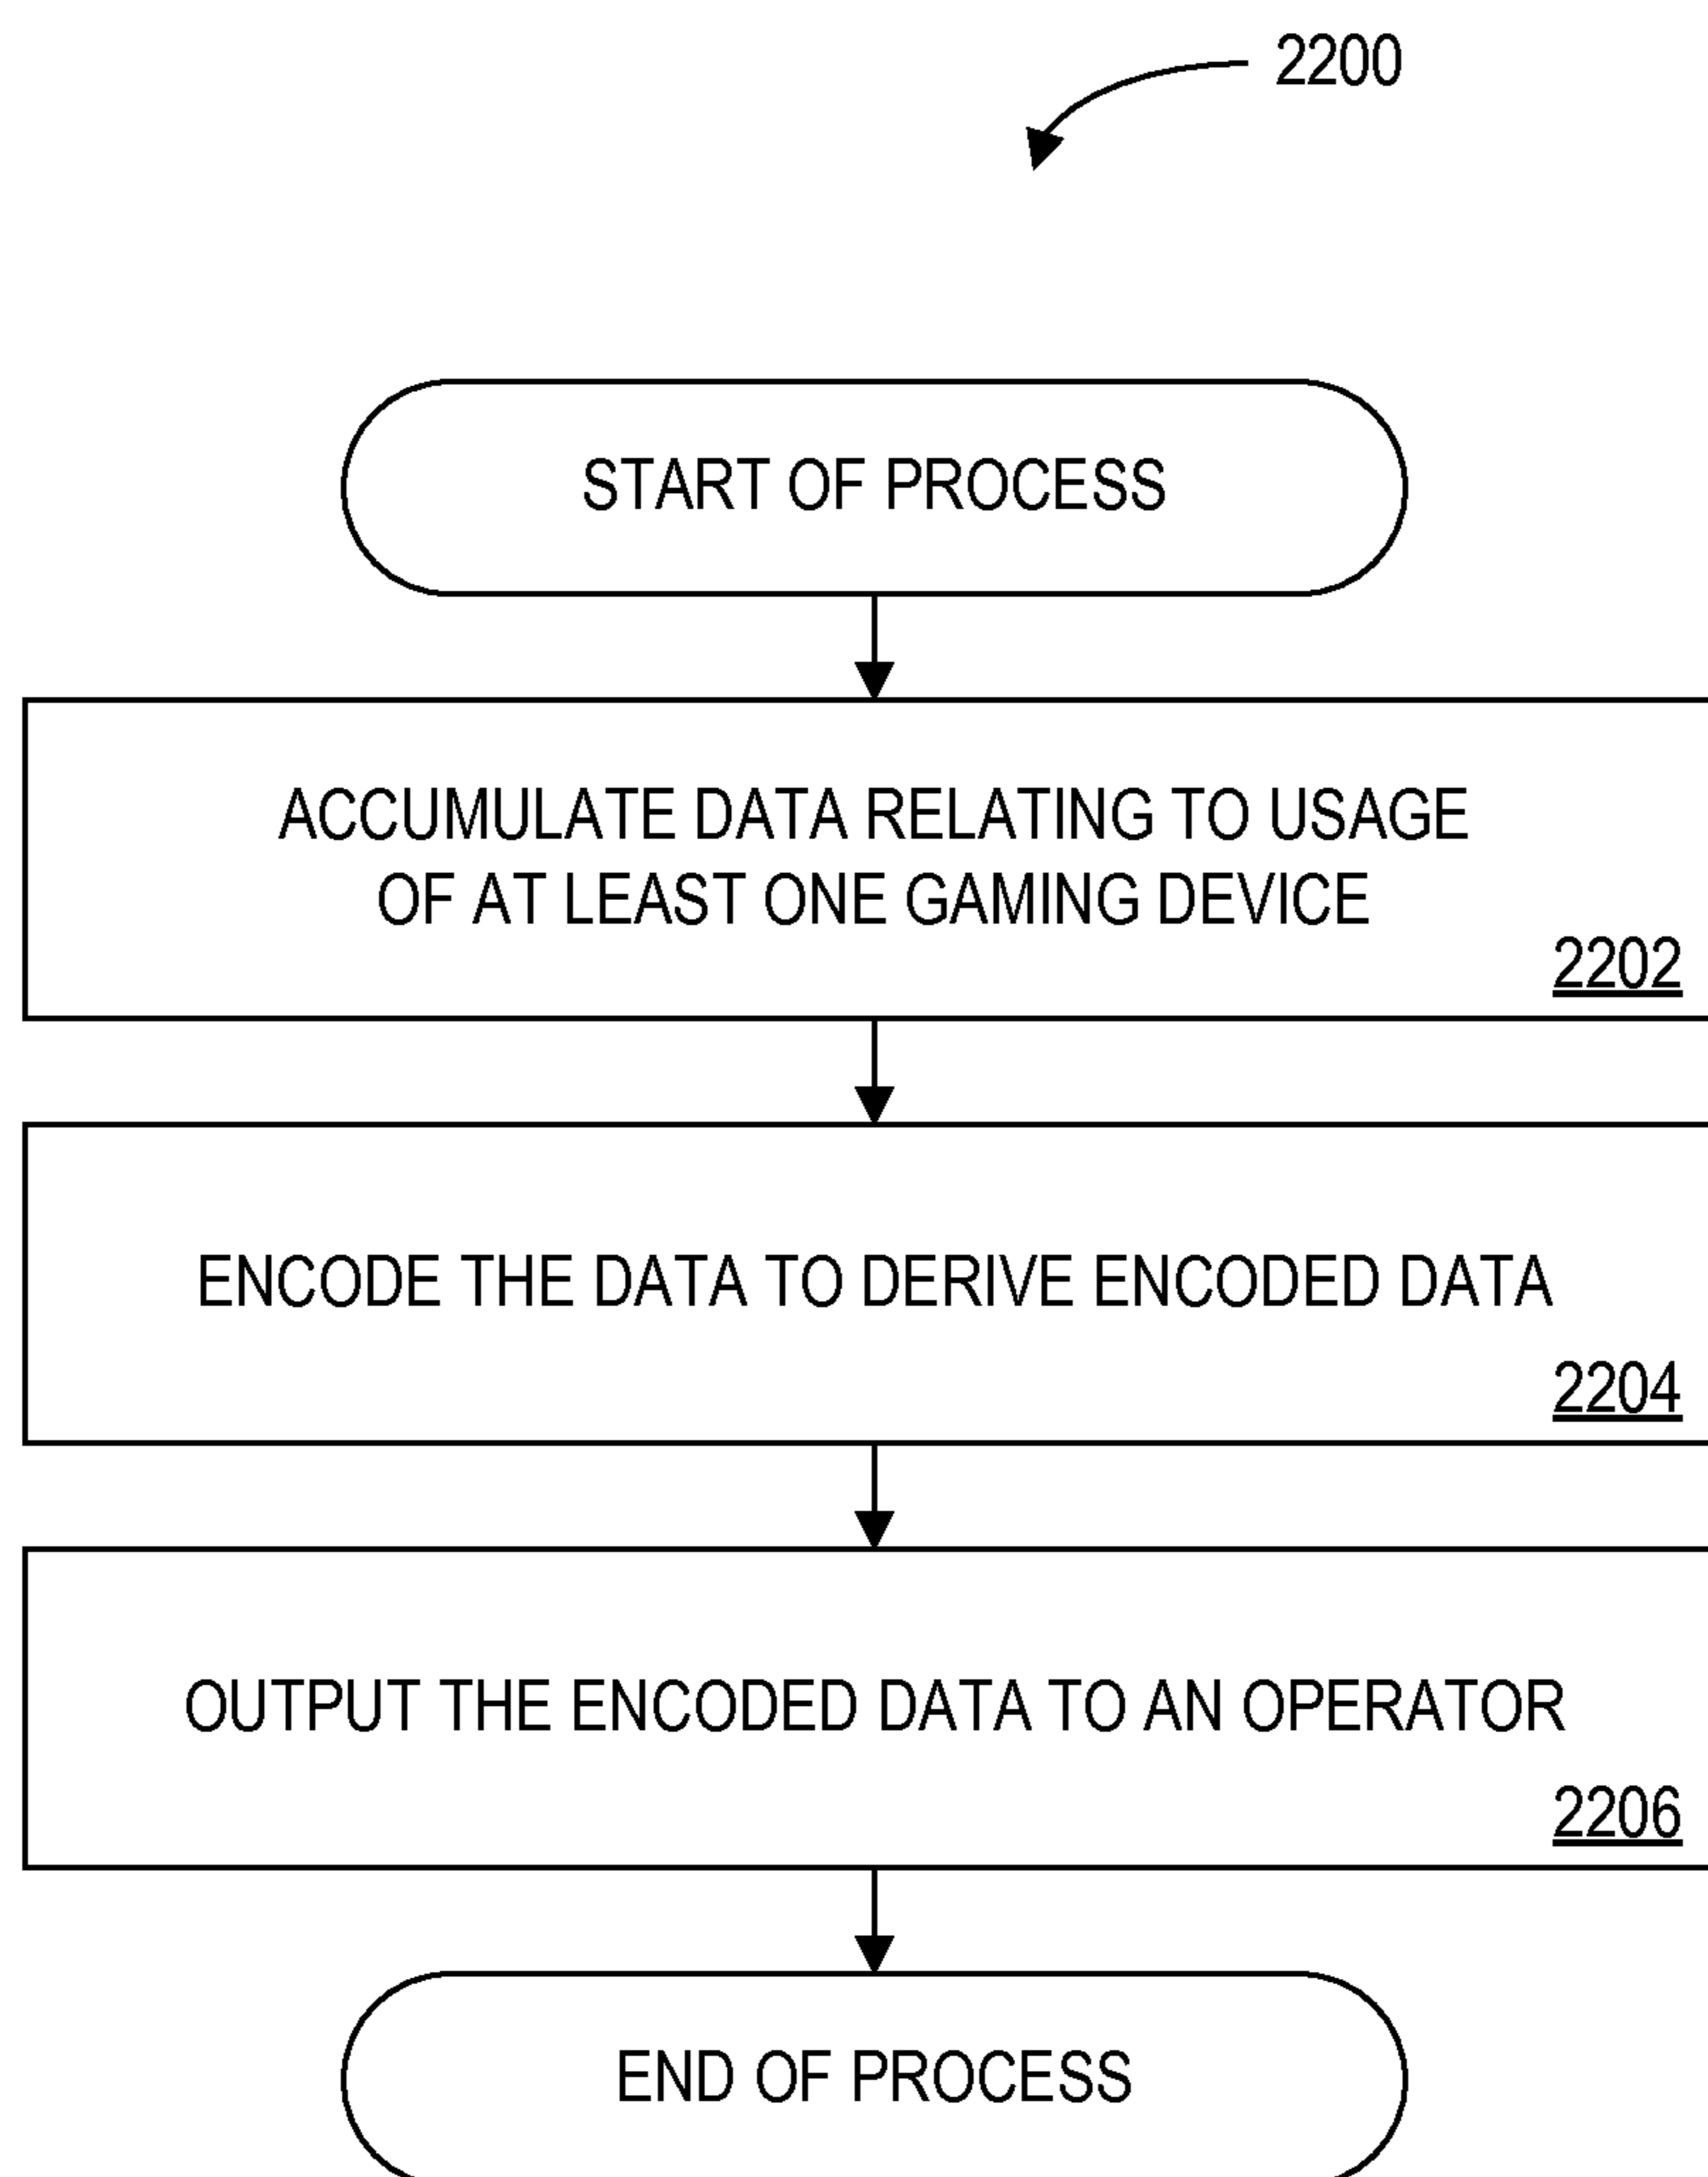 2200
START OF PROCESS
ACCUMULATE DATA RELATING TO USAGE
OF AT LEAST ONE GAMING DEVICE
2202
ENCODE THE DATA TO DERIVE ENCODED DATA
2204
OUTPUT THE ENCODED DATA TO AN OPERATOR
2206
END OF PROCESS